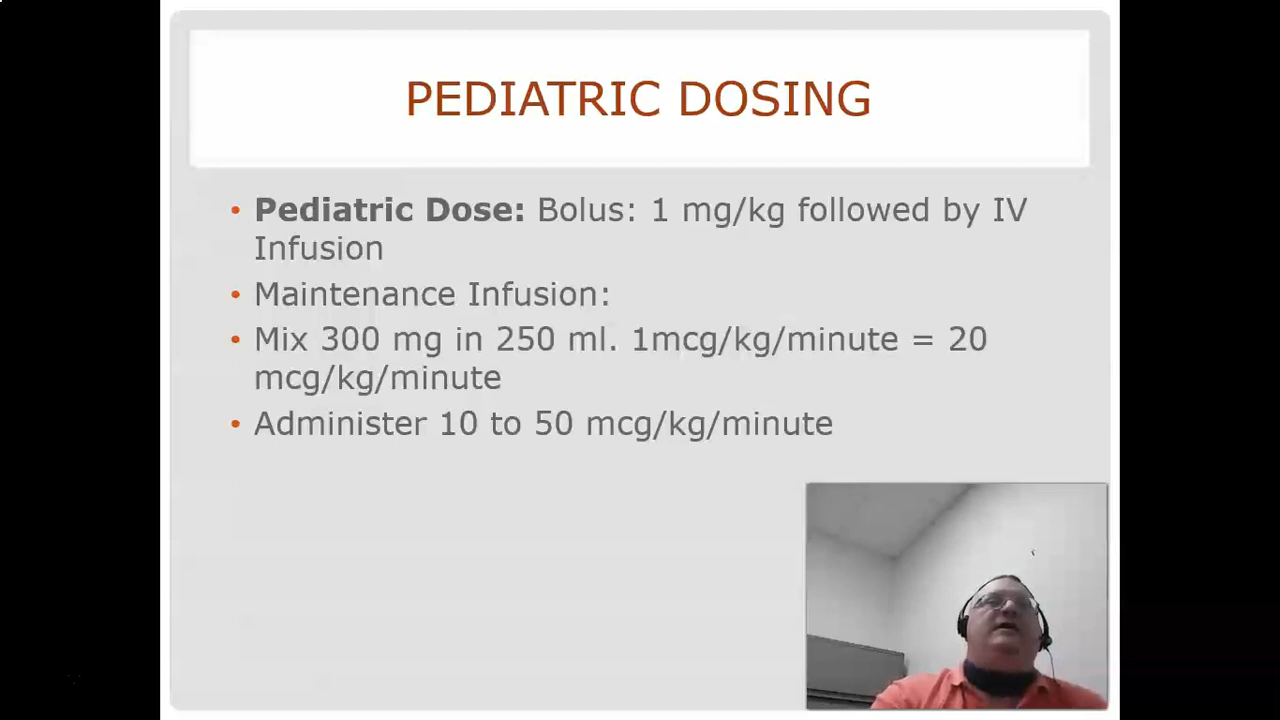 PEDIATRIC DOSING
• Pediatric Dose: Bolus: 1 mg/kg followed by IV
Infusion
• Maintenance Infusion:
• Mix 300 mg in 250 ml. 1mcg/kg/minute = 20
mcg/kg/minute
• Administer 10 to 50 mcg/kg/minute